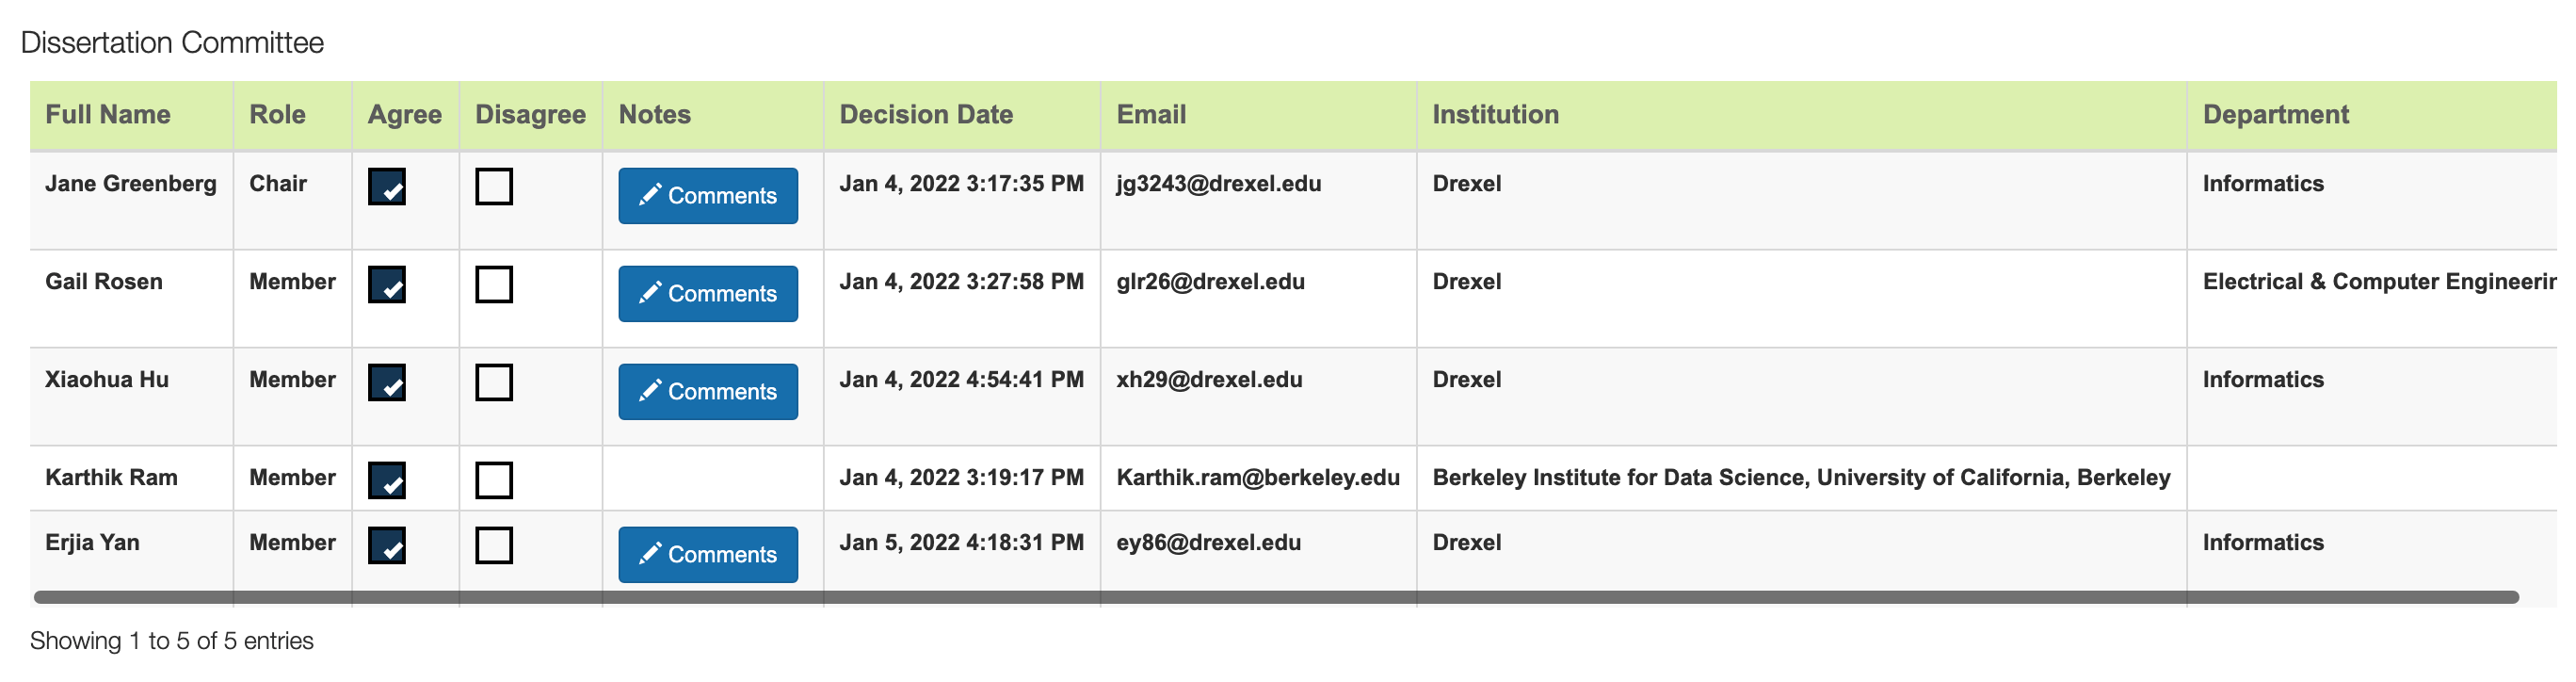 Dissertation Committee
Full Name Role Agree Disagree Notes Decision Date Email Institution Department
Jane Greenberg Chair Comments Jan 4, 2022 3:17:35 PM jg3243@drexel.edu Drexel Informatics
Gail Rosen Member Comments Jan 4, 2022 3:27:58 PM glr26@drexel.edu Drexel Electrical & Computer Engineerin
Xiaohua Hu Member Comments Jan 4, 2022 4:54:41 PM xh29@drexel.edu Drexel Informatics
Karthik Ram Member Jan 4, 2022 3:19:17 PM Karthik.ram@berkeley.edu Berkeley Institute for Data Science, University of California, Berkeley
Erjia Yan Member Comments Jan 5, 2022 4:18:31 PM ey86@drexel.edu Drexel Informatics
Showing 1 to 5 of 5 entries